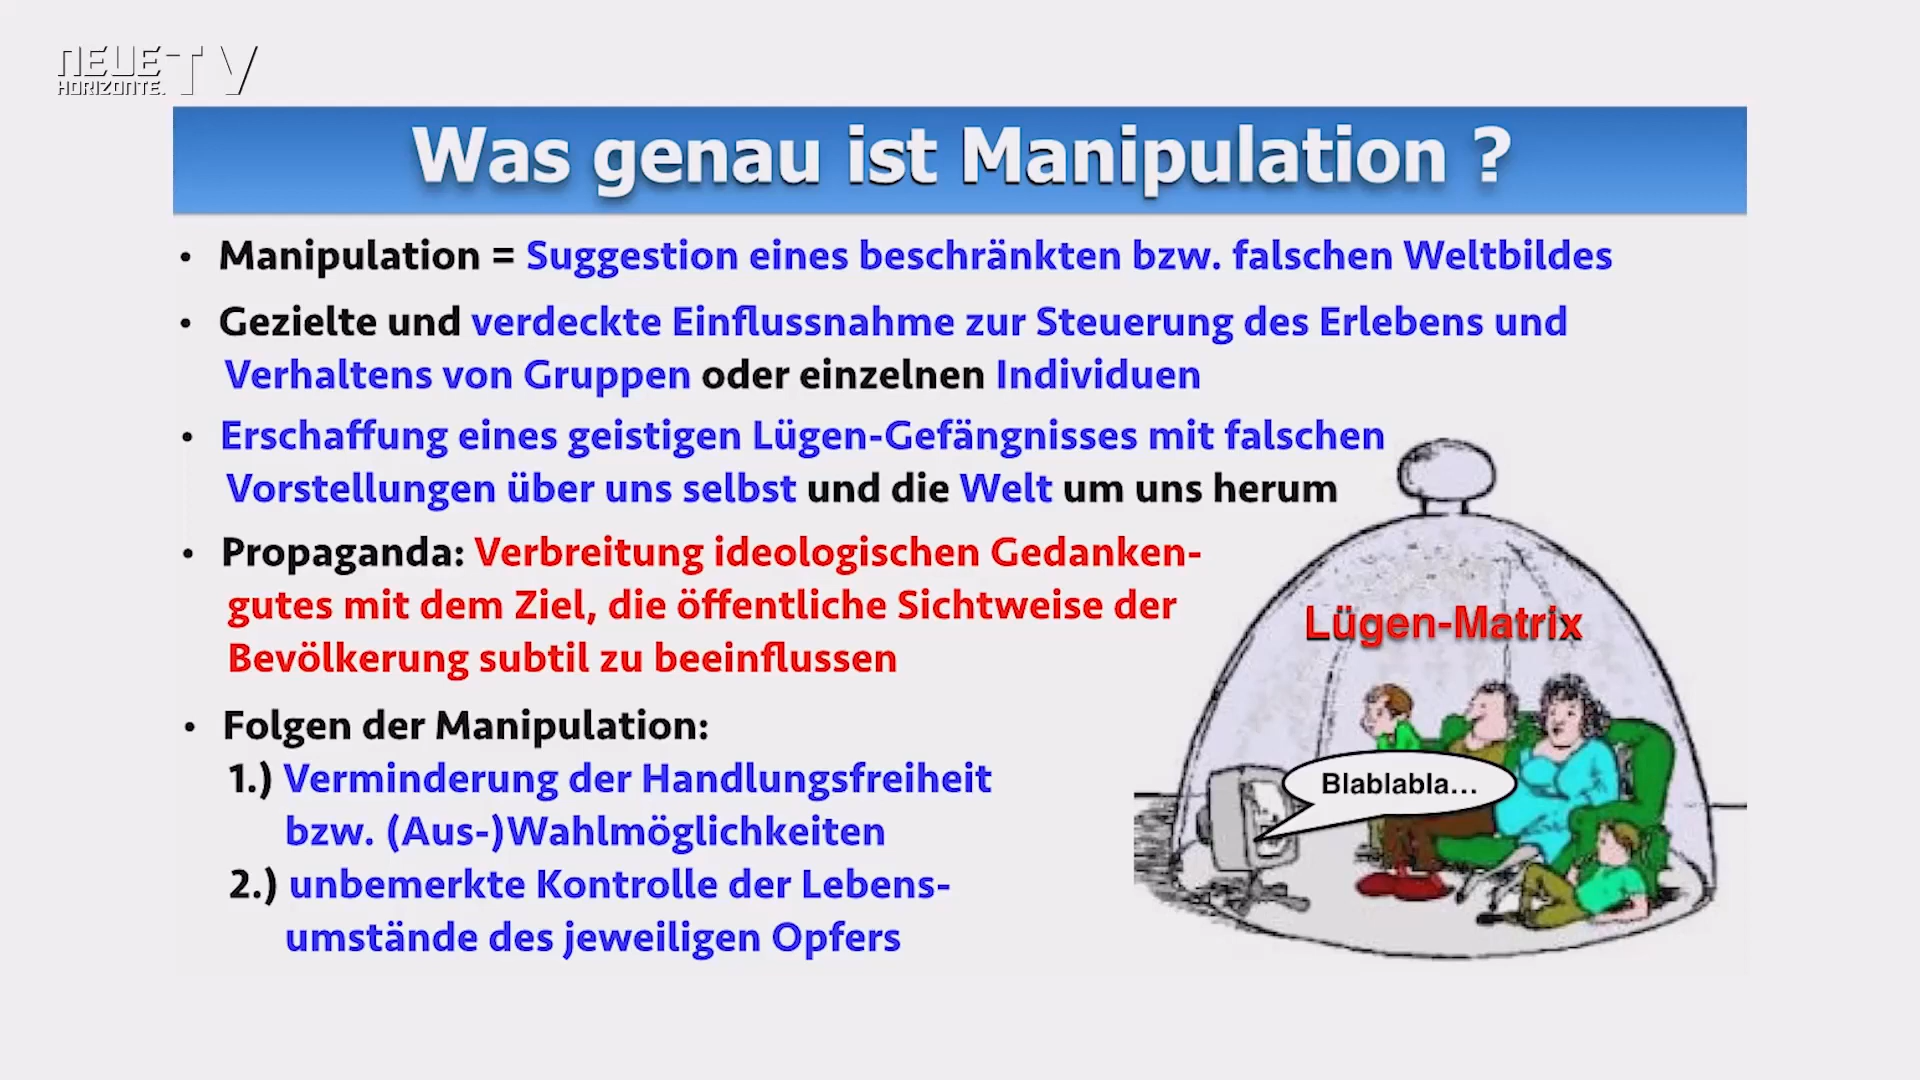 NEUE TV
HORIZONTE.
Was genau ist Manipulation ?
• Manipulation = Suggestion eines beschränkten bzw. falschen Weltbildes
• Gezielte und verdeckte Einflussnahme zur Steuerung des Erlebens und
Verhaltens von Gruppen oder einzelnen Individuen
• Erschaffung eines geistigen Lügen-Gefängnisses mit falschen
Vorstellungen über uns selbst und die Welt um uns herum
• Propaganda: Verbreitung ideologischen Gedanken-
gutes mit dem Ziel, die öffentliche Sichtweise der
Bevölkerung subtil zu beeinflussen
• Folgen der Manipulation:
1.) Verminderung der Handlungsfreiheit
bzw. (Aus-)Wahlmöglichkeiten
2.) unbemerkte Kontrolle der Lebens-
umstände des jeweiligen Opfers
Lügen-Matrix
Blablabla...